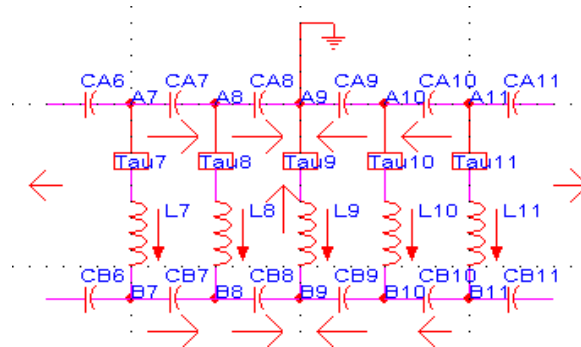 CA6 CA7 CA8 CA9 CA10 CA11
A7 A8 A9 A10 A11
Tau7 Tau8 Tau9 Tau10 Tau11
L7 L8 L9 L10 L11
CB6 CB7 CB8 CB9 CB10 CB11
B7 B8 B9 B10 B11